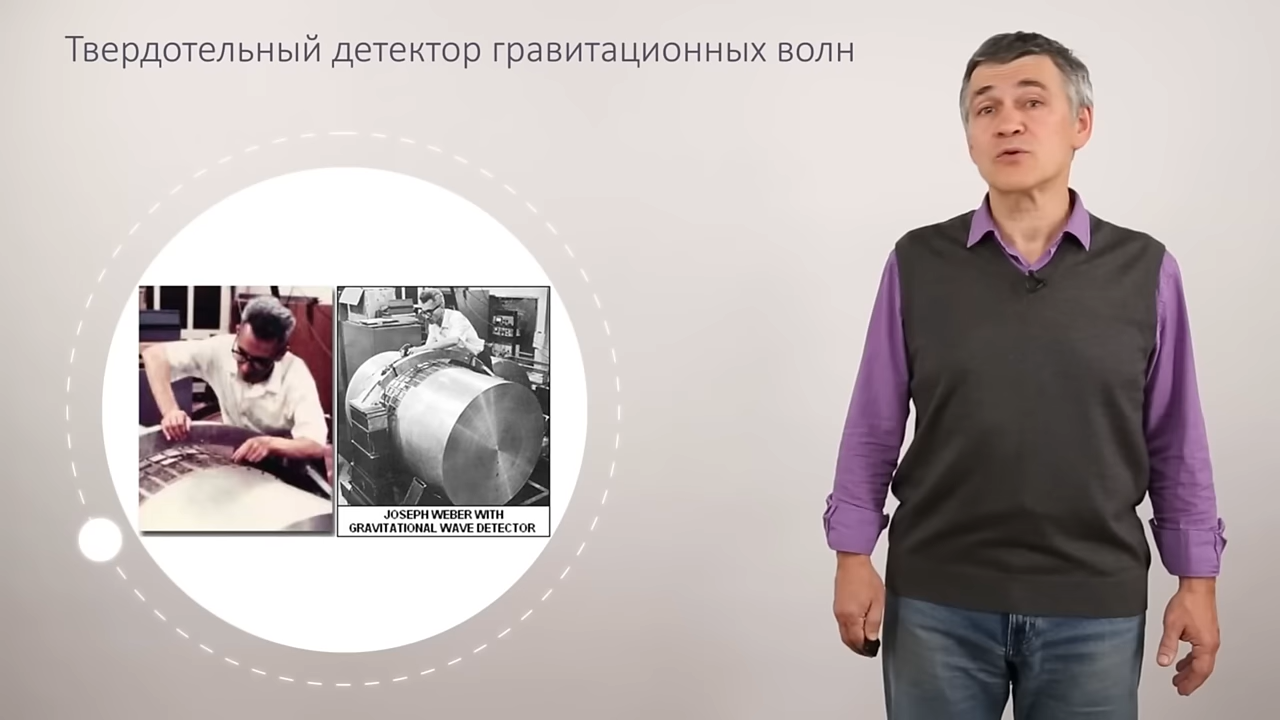 Твердотельный детектор гравитационных волн
JOSEPH WEBER WITH
GRAVITATIONAL WAVE DETECTOR